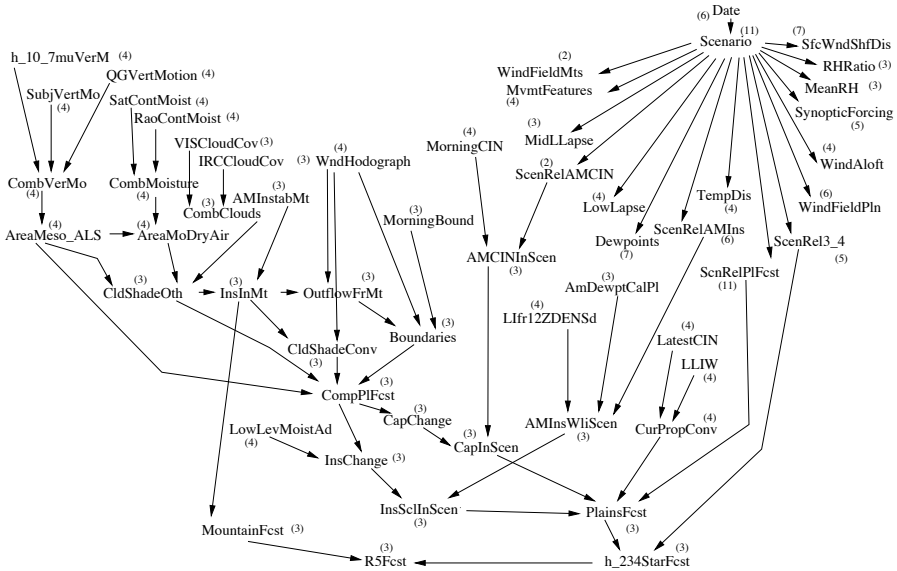 Date
(6)
Scenario
(11)
(7)
SfcWndShfDis
RHRatio (3)
MeanRH (3)
SynopticForcing
(5)
(4)
WindAloft
(6)
WindFieldPln
ScenRel3_4
(5)
(2)
WindFieldMts
MvmtFeatures
(4)
(3)
MidLLapse
(2)
ScenRelAMCIN
(4)
LowLapse
TempDis
(4)
Dewpoints
(7)
ScenRelAMIns
(6)
ScnRelPlFcst
(11)
h_10_7muVerM (4)
QGVertMotion (4)
SubjVertMo
(4)
SatContMoist (4)
RaoContMoist (4)
VISCloudCov (3)
IRCCloudCov (3)
(4)
WndHodograph
(4)
MorningCIN
CombVerMo
(4)
CombMoisture
(4)
AMInstabMt
(3)
CombClouds
(3)
(3)
MorningBound
(4)
AreaMeso_ALS
(4)
AreaMoDryAir
AMCINInScen
(3)
(3)
CldShadeOth
(3)
InsInMt
(3)
OutflowFrMt
(3)
AmDewptCalPl
(4)
LIfr12ZDENSd
(3)
Boundaries
CldShadeConv
(3)
(4)
LatestCIN
LLIW
(4)
(3)
CompPlFcst
(3)
CapChange
LowLevMoistAd
(4)
(3)
CapInScen
AMInsWliScen
(3)
(4)
CurPropConv
InsChange (3)
InsSclInScen
(3)
PlainsFcst
(3)
MountainFcst (3)
(3)
R5Fcst
(3)
h_234StarFcst